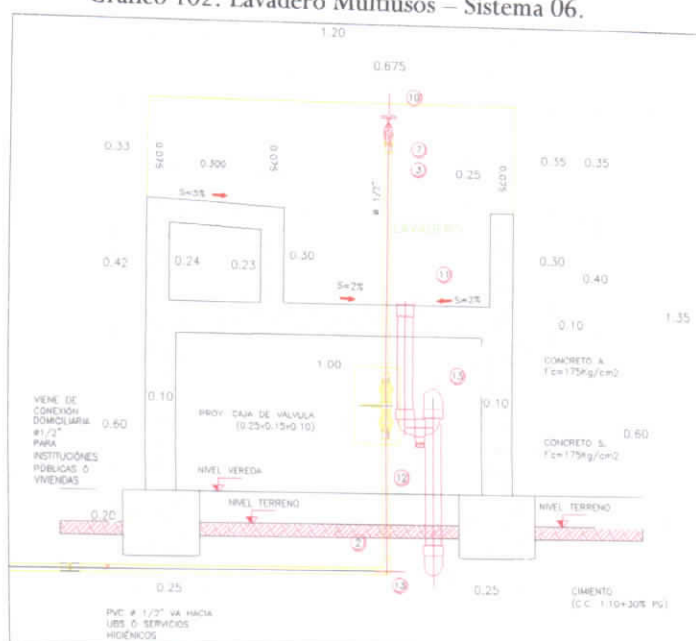 Gráfico 102: Lavadero Multiusos – Sistema 06.
1.20
0.675
10
0.33
0.075
0.300
0.075
7
3
0.25
0.075
0.35 0.35
S=5%
ø 1/2"
LAVADERO
0.42
0.24
0.23
0.30
11
0.30
0.40
S=2%
S=2%
0.10
1.35
1.00
13
CONCRETO A.
f'c=175Kg/cm2
VIENE DE
CONEXIÓN
DOMICILIARIA
ø1/2"
PARA
INSTITUCIONES
PÚBLICAS Ó
VIVIENDAS
0.60
0.10
PROY. CAJA DE VALVULA
(0.25x0.15x0.10)
0.10
CONCRETO S.
f'c=175Kg/cm2
0.60
NIVEL VEREDA
12
NIVEL TERRENO
NIVEL TERRENO
0.20
2
0.25
0.25
CIMIENTO
(C:C 1:10+30% PG)
PVC ø 1/2" VA HACIA
UBS Ó SERVICIOS
HIGIÉNICOS